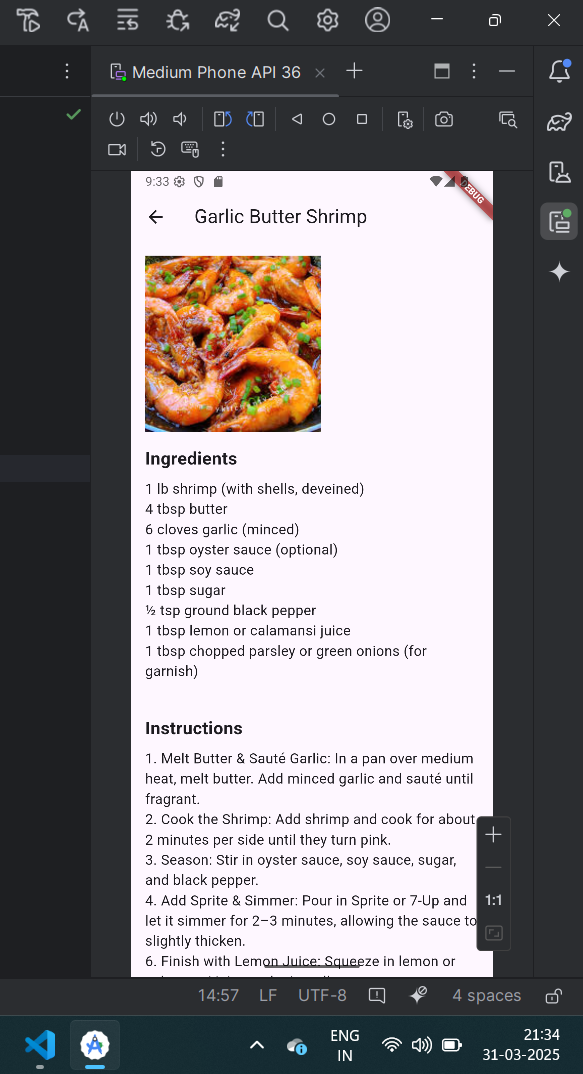 Medium Phone API 36
9:33
Garlic Butter Shrimp
Ingredients
1 lb shrimp (with shells, deveined)
4 tbsp butter
6 cloves garlic (minced)
1 tbsp oyster sauce (optional)
1 tbsp soy sauce
1 tbsp sugar
½ tsp ground black pepper
1 tbsp lemon or calamansi juice
1 tbsp chopped parsley or green onions (for
garnish)
Instructions
1. Melt Butter & Sauté Garlic: In a pan over medium
heat, melt butter. Add minced garlic and sauté until
fragrant.
2. Cook the Shrimp: Add shrimp and cook for about
2 minutes per side until they turn pink.
3. Season: Stir in oyster sauce, soy sauce, sugar,
and black pepper.
4. Add Sprite & Simmer: Pour in Sprite or 7-Up and
let it simmer for 2–3 minutes, allowing the sauce to
slightly thicken.
6. Finish with Lemon Juice: Squeeze in lemon or
1:1
14:57 LF UTF-8 4 spaces
ENG
IN
21:34
31-03-2025